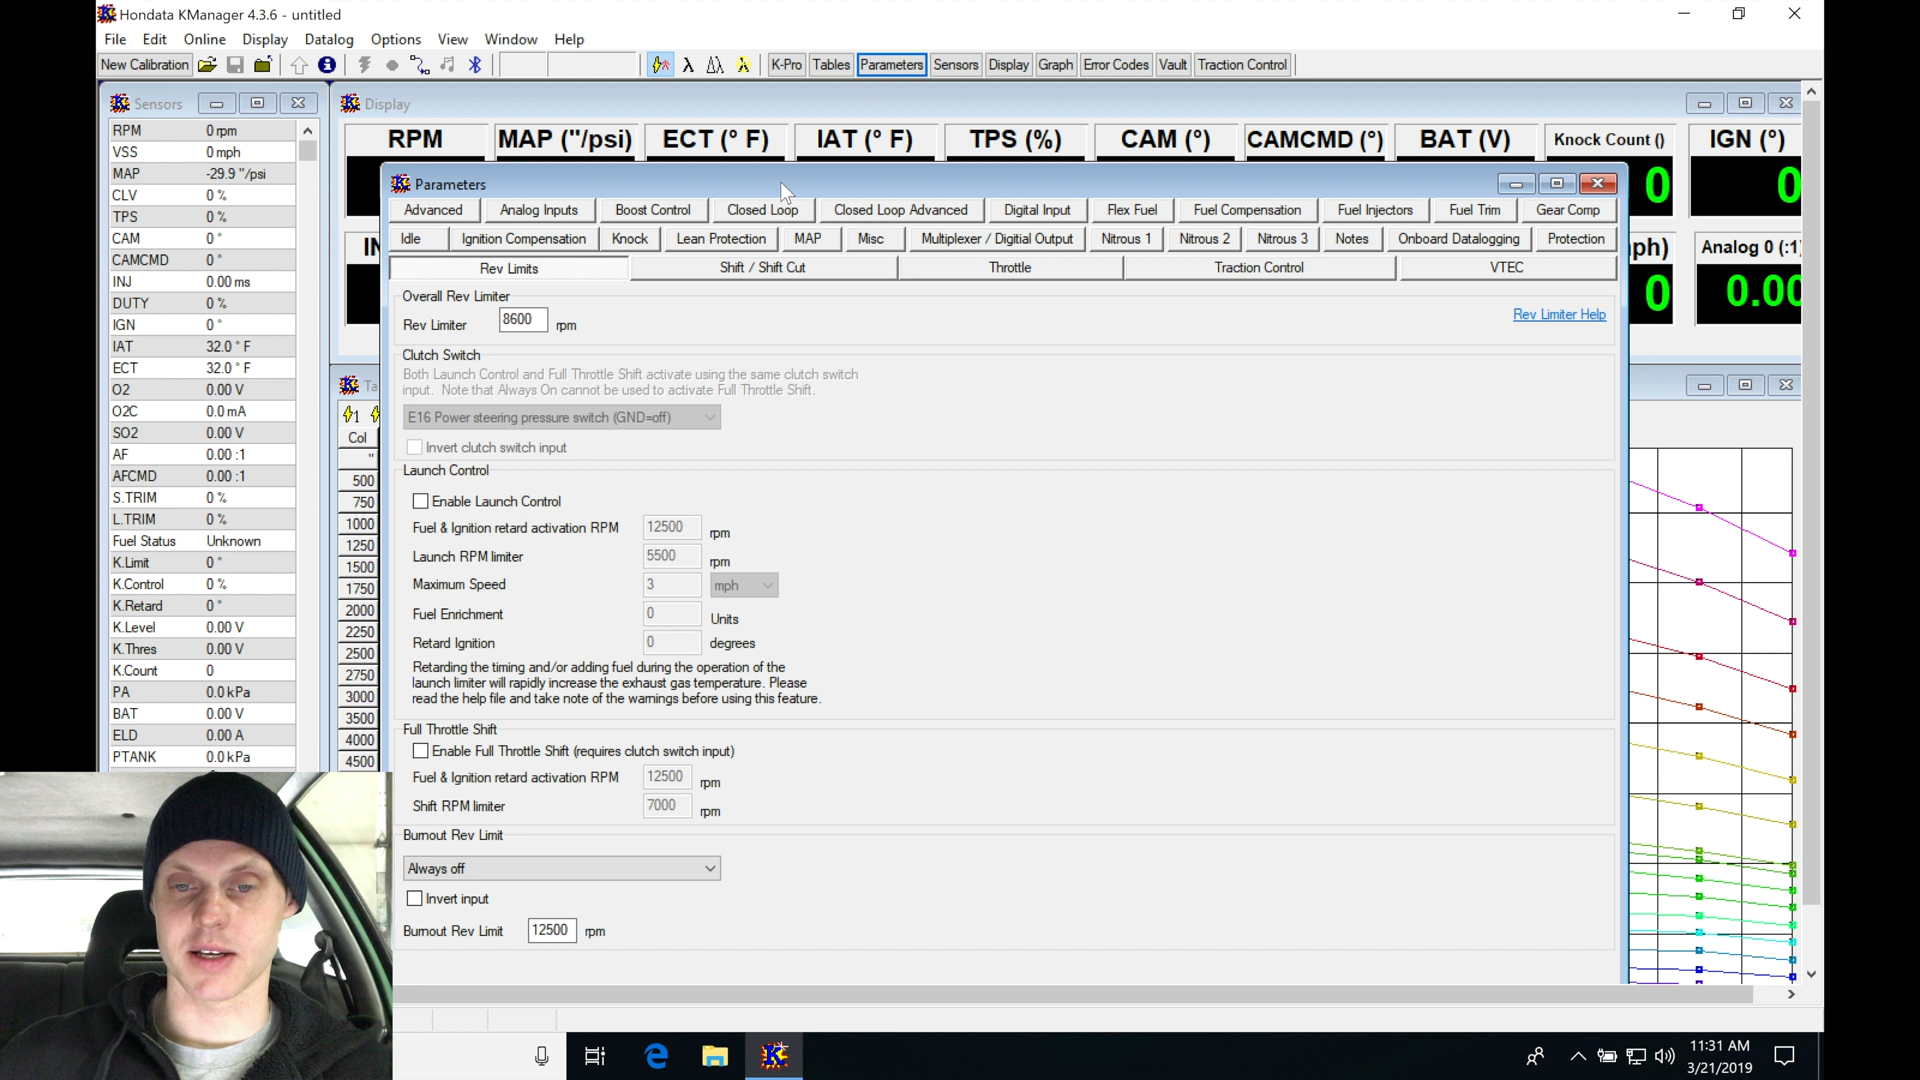 Hondata KManager 4.3.6 - untitled
File Edit Online Display Datalog Options View Window Help
New Calibration K-Pro Tables Parameters Sensors Display Graph Error Codes Vault Traction Control
Sensors
RPM 0 rpm
VSS 0 mph
MAP -29.9 "/psi
CLV 0 %
TPS 0 %
CAM 0 °
CAMCMD 0 °
INJ 0.00 ms
DUTY 0 %
IGN 0 °
IAT 32.0 ° F
ECT 32.0 ° F
O2 0.00 V
O2C 0.0 mA
SO2 0.00 V
AF 0.00 :1
AFCMD 0.00 :1
S.TRIM 0 %
L.TRIM 0 %
Fuel Status Unknown
K.Limit 0 °
K.Control 0 %
K.Retard 0 °
K.Level 0.00 V
K.Thres 0.00 V
K.Count 0
PA 0.0 kPa
BAT 0.00 V
ELD 0.00 A
PTANK 0.0 kPa
Display
RPM MAP ("/psi) ECT (° F) IAT (° F) TPS (%) CAM (°) CAMCMD (°) BAT (V) Knock Count () IGN (°)
0 0
IN ph) Analog 0 (:1)
0 0.00
Ta
Col
"
500
750
1000
1250
1500
1750
2000
2250
2500
2750
3000
3500
4000
4500
Parameters
Advanced Analog Inputs Boost Control Closed Loop Closed Loop Advanced Digital Input Flex Fuel Fuel Compensation Fuel Injectors Fuel Trim Gear Comp
Idle Ignition Compensation Knock Lean Protection MAP Misc Multiplexer / Digitial Output Nitrous 1 Nitrous 2 Nitrous 3 Notes Onboard Datalogging Protection
Rev Limits Shift / Shift Cut Throttle Traction Control VTEC
Overall Rev Limiter
Rev Limiter 8600 rpm
Rev Limiter Help
Clutch Switch
Both Launch Control and Full Throttle Shift activate using the same clutch switch
input. Note that Always On cannot be used to activate Full Throttle Shift.
E16 Power steering pressure switch (GND=off)
Invert clutch switch input
Launch Control
Enable Launch Control
Fuel & Ignition retard activation RPM 12500 rpm
Launch RPM limiter 5500 rpm
Maximum Speed 3 mph
Fuel Enrichment 0 Units
Retard Ignition 0 degrees
Retarding the timing and/or adding fuel during the operation of the
launch limiter will rapidly increase the exhaust gas temperature. Please
read the help file and take note of the warnings before using this feature.
Full Throttle Shift
Enable Full Throttle Shift (requires clutch switch input)
Fuel & Ignition retard activation RPM 12500 rpm
Shift RPM limiter 7000 rpm
Burnout Rev Limit
Always off
Invert input
Burnout Rev Limit 12500 rpm
11:31 AM
3/21/2019